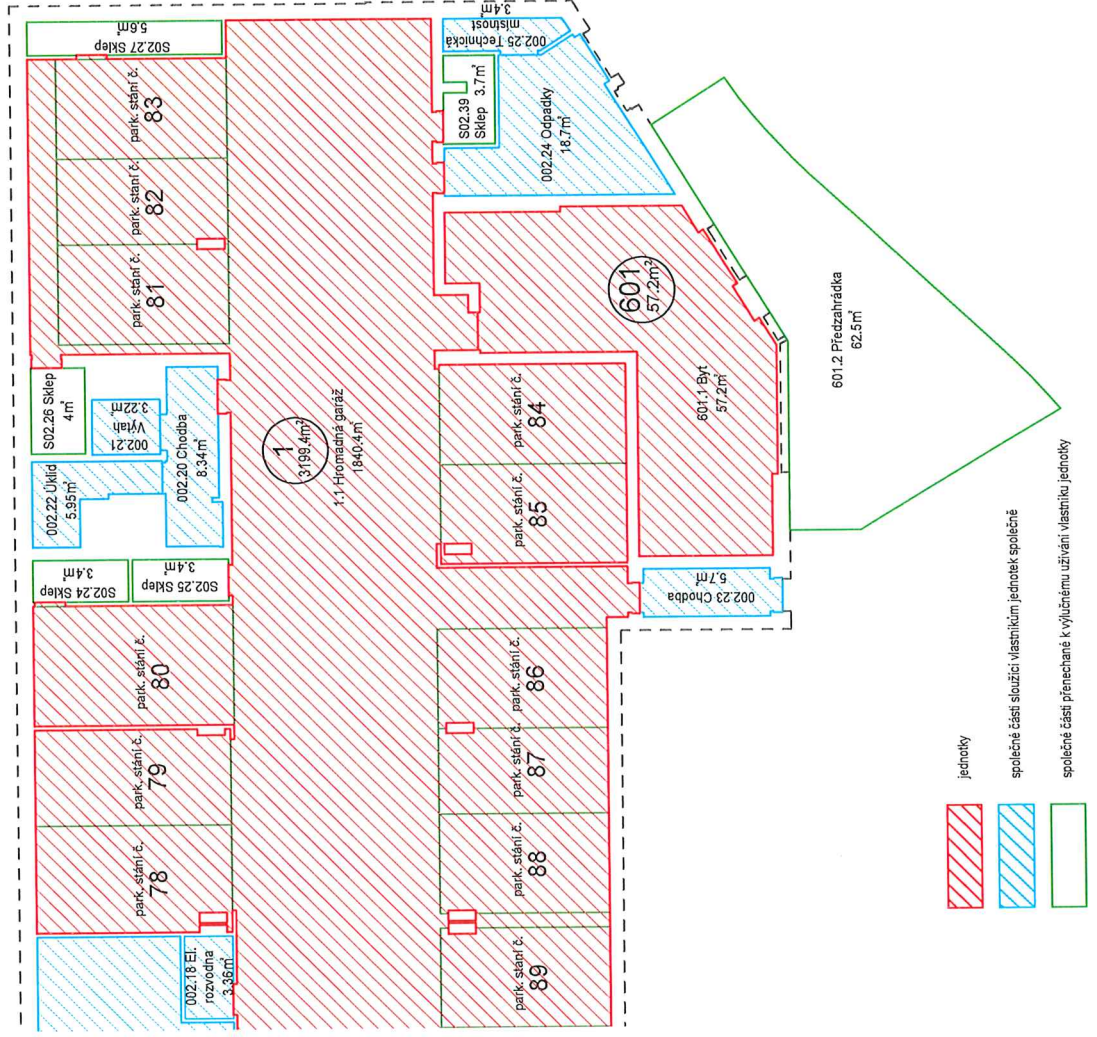 S02.27 Sklep
5.6m²
park. stání č.
83
park. stání č.
82
park. stání č.
81
S02.26 Sklep
4m²
002.21
Výtah
3.22m²
002.22 Úklid
5.95m²
002.20 Chodba
8.34m²
S02.24 Sklep
3.4m²
S02.25 Sklep
3.4m²
park. stání č.
80
park. stání č.
79
park. stání č.
78
002.18 El.
rozvodna
3.36m²
1
3199.4m²
1.1 Hromadná garáž
1840.4m²
002.25 Technická
místnost
3.4m²
S02.39
Sklep 3.7m²
002.24 Odpadky
18.7m²
601
57.2m²
601.1 Byt
57.2m²
601.2 Předzahrádka
62.5m²
park. stání č.
84
park. stání č.
85
002.23 Chodba
5.7m²
park. stání č.
86
park. stání č.
87
park. stání č.
88
park. stání č.
89
jednotky
společné části sloužící vlastníkům jednotek společně
společné části přenechané k výlučnému užívání vlastníku jednotky